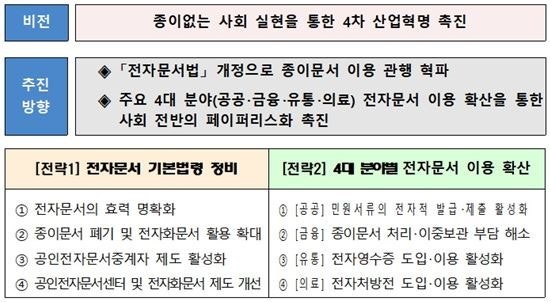 비전
종이없는 사회 실현을 통한 4차 산업혁명 촉진
추진
방향
◈ 「전자문서법」 개정으로 종이문서 이용 관행 혁파
◈ 주요 4대 분야(공공·금융·유통·의료) 전자문서 이용 확산을 통한
사회 전반의 페이퍼리스화 촉진
[전략1] 전자문서 기본법령 정비
① 전자문서의 효력 명확화
② 종이문서 폐기 및 전자화문서 활용 확대
③ 공인전자문서중계자 제도 활성화
④ 공인전자문서센터 및 전자화문서 제도 개선
[전략2] 4대 분야별 전자문서 이용 확산
① [공공] 민원서류의 전자적 발급·제출 활성화
② [금융] 종이문서 처리·이중보관 부담 해소
③ [유통] 전자영수증 도입·이용 활성화
④ [의료] 전자처방전 도입·이용 활성화